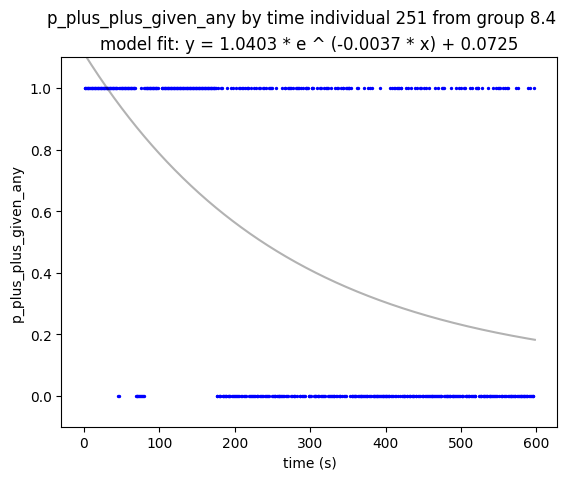 p_plus_plus_given_any by time individual 251 from group 8.4
model fit: y = 1.0403 * e ^ (-0.0037 * x) + 0.0725
p_plus_plus_given_any
1.0
0.8
0.6
0.4
0.2
0.0
0 100 200 300 400 500 600
time (s)